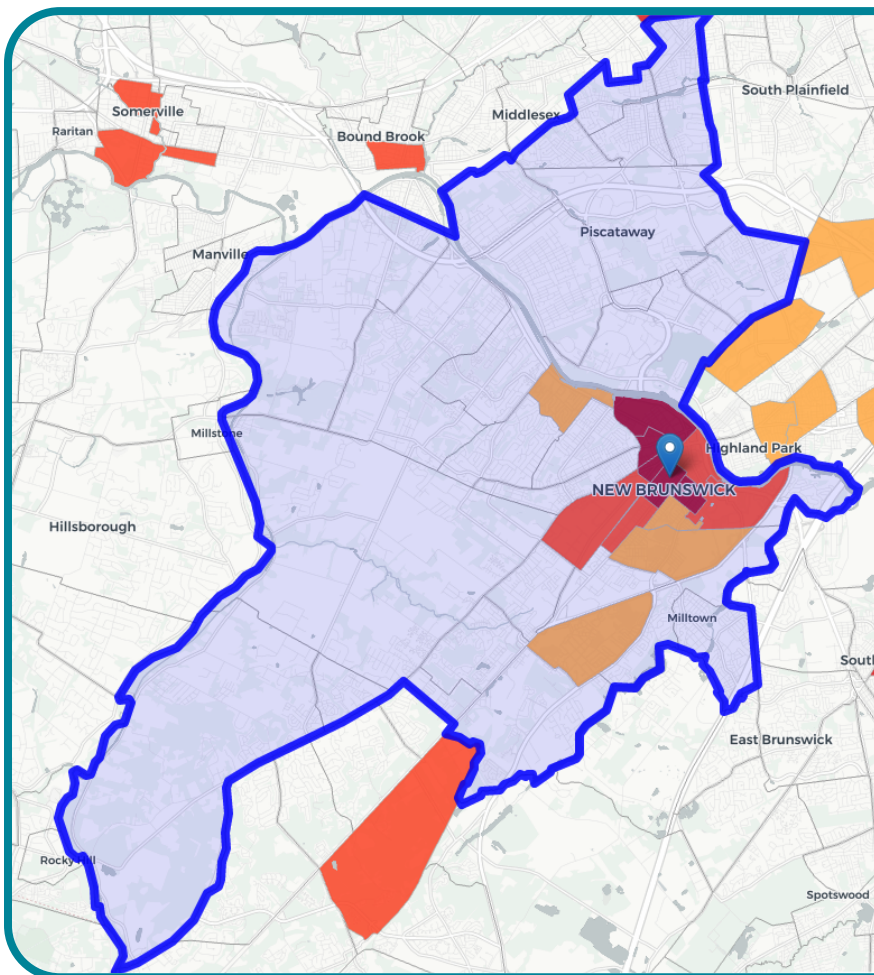 South Plainfield
Somerville
Middlesex
Raritan
Bound Brook
Piscataway
Manville
Millstone
Highland Park
NEW BRUNSWICK
Hillsborough
Milltown
South
East Brunswick
Rocky Hill
Spotswood